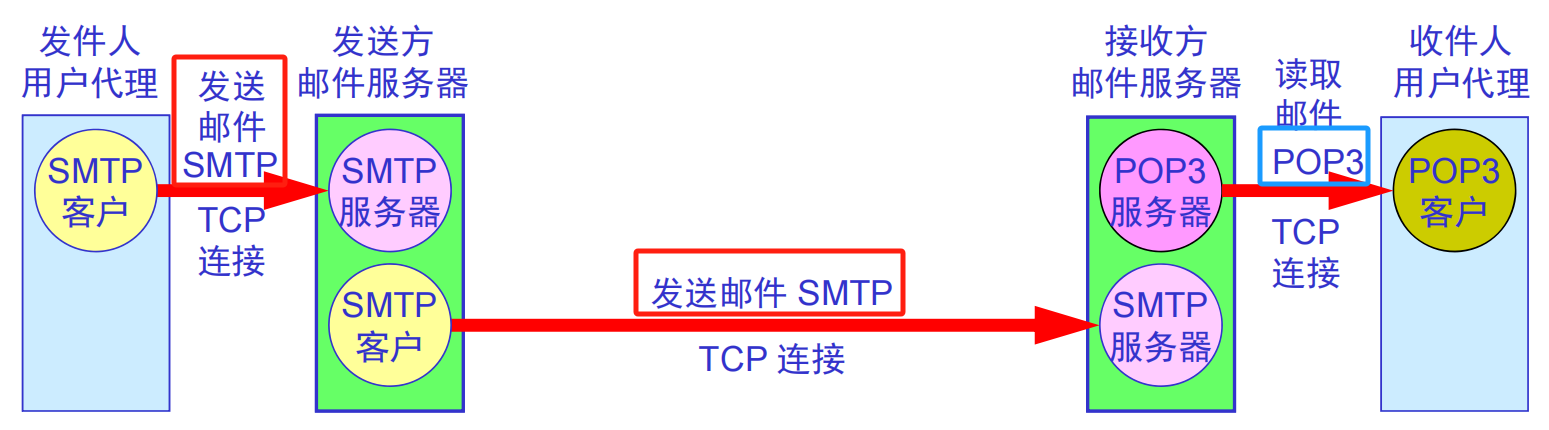 发件人
用户代理
发送
邮件
SMTP
TCP
连接
SMTP
客户
发送方
邮件服务器
SMTP
服务器
SMTP
客户
发送邮件 SMTP
TCP 连接
接收方
邮件服务器
POP3
服务器
SMTP
服务器
读取
邮件
POP3
TCP
连接
收件人
用户代理
POP3
客户